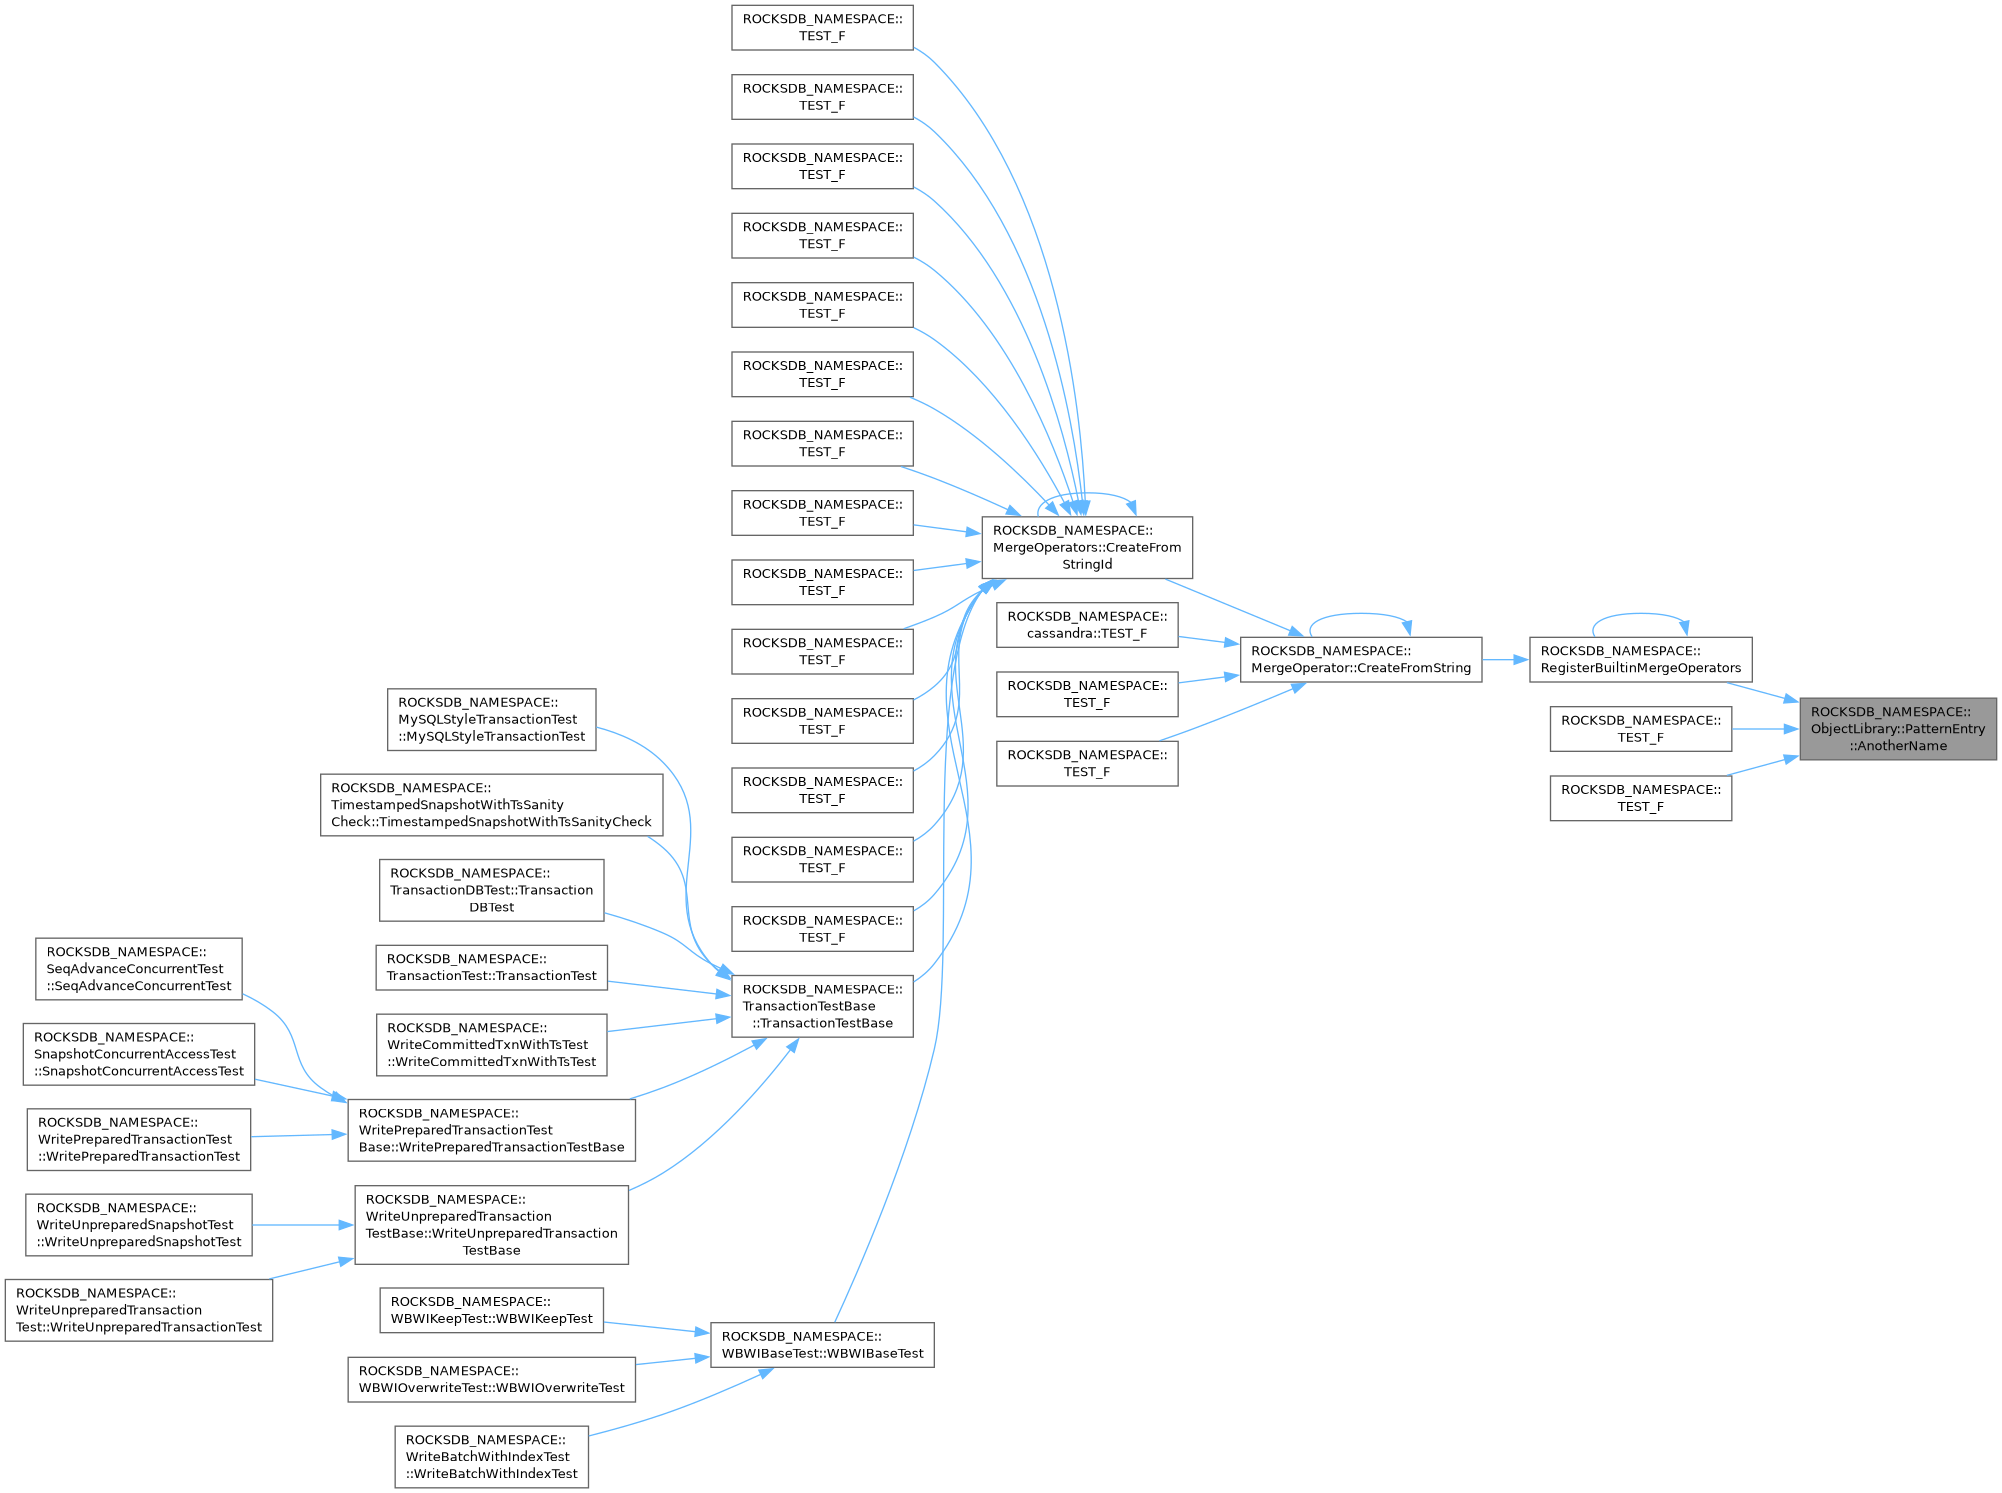 ROCKSDB_NAMESPACE::
TEST_F
ROCKSDB_NAMESPACE::
TEST_F
ROCKSDB_NAMESPACE::
TEST_F
ROCKSDB_NAMESPACE::
TEST_F
ROCKSDB_NAMESPACE::
TEST_F
ROCKSDB_NAMESPACE::
TEST_F
ROCKSDB_NAMESPACE::
TEST_F
ROCKSDB_NAMESPACE::
TEST_F
ROCKSDB_NAMESPACE::
TEST_F
ROCKSDB_NAMESPACE::
TEST_F
ROCKSDB_NAMESPACE::
TEST_F
ROCKSDB_NAMESPACE::
TEST_F
ROCKSDB_NAMESPACE::
TEST_F
ROCKSDB_NAMESPACE::
TEST_F
ROCKSDB_NAMESPACE::
MergeOperators::CreateFrom
StringId
ROCKSDB_NAMESPACE::
cassandra::TEST_F
ROCKSDB_NAMESPACE::
TEST_F
ROCKSDB_NAMESPACE::
TEST_F
ROCKSDB_NAMESPACE::
MergeOperator::CreateFromString
ROCKSDB_NAMESPACE::
RegisterBuiltinMergeOperators
ROCKSDB_NAMESPACE::
TEST_F
ROCKSDB_NAMESPACE::
TEST_F
ROCKSDB_NAMESPACE::
ObjectLibrary::PatternEntry
::AnotherName
ROCKSDB_NAMESPACE::
MySQLStyleTransactionTest
::MySQLStyleTransactionTest
ROCKSDB_NAMESPACE::
TimestampedSnapshotWithTsSanity
Check::TimestampedSnapshotWithTsSanityCheck
ROCKSDB_NAMESPACE::
TransactionDBTest::Transaction
DBTest
ROCKSDB_NAMESPACE::
TransactionTest::TransactionTest
ROCKSDB_NAMESPACE::
WriteCommittedTxnWithTsTest
::WriteCommittedTxnWithTsTest
ROCKSDB_NAMESPACE::
TransactionTestBase
::TransactionTestBase
ROCKSDB_NAMESPACE::
SeqAdvanceConcurrentTest
::SeqAdvanceConcurrentTest
ROCKSDB_NAMESPACE::
SnapshotConcurrentAccessTest
::SnapshotConcurrentAccessTest
ROCKSDB_NAMESPACE::
WritePreparedTransactionTest
::WritePreparedTransactionTest
ROCKSDB_NAMESPACE::
WritePreparedTransactionTest
Base::WritePreparedTransactionTestBase
ROCKSDB_NAMESPACE::
WriteUnpreparedSnapshotTest
::WriteUnpreparedSnapshotTest
ROCKSDB_NAMESPACE::
WriteUnpreparedTransaction
Test::WriteUnpreparedTransactionTest
ROCKSDB_NAMESPACE::
WriteUnpreparedTransaction
TestBase::WriteUnpreparedTransaction
TestBase
ROCKSDB_NAMESPACE::
WBWIKeepTest::WBWIKeepTest
ROCKSDB_NAMESPACE::
WBWIOverwriteTest::WBWIOverwriteTest
ROCKSDB_NAMESPACE::
WriteBatchWithIndexTest
::WriteBatchWithIndexTest
ROCKSDB_NAMESPACE::
WBWIBaseTest::WBWIBaseTest